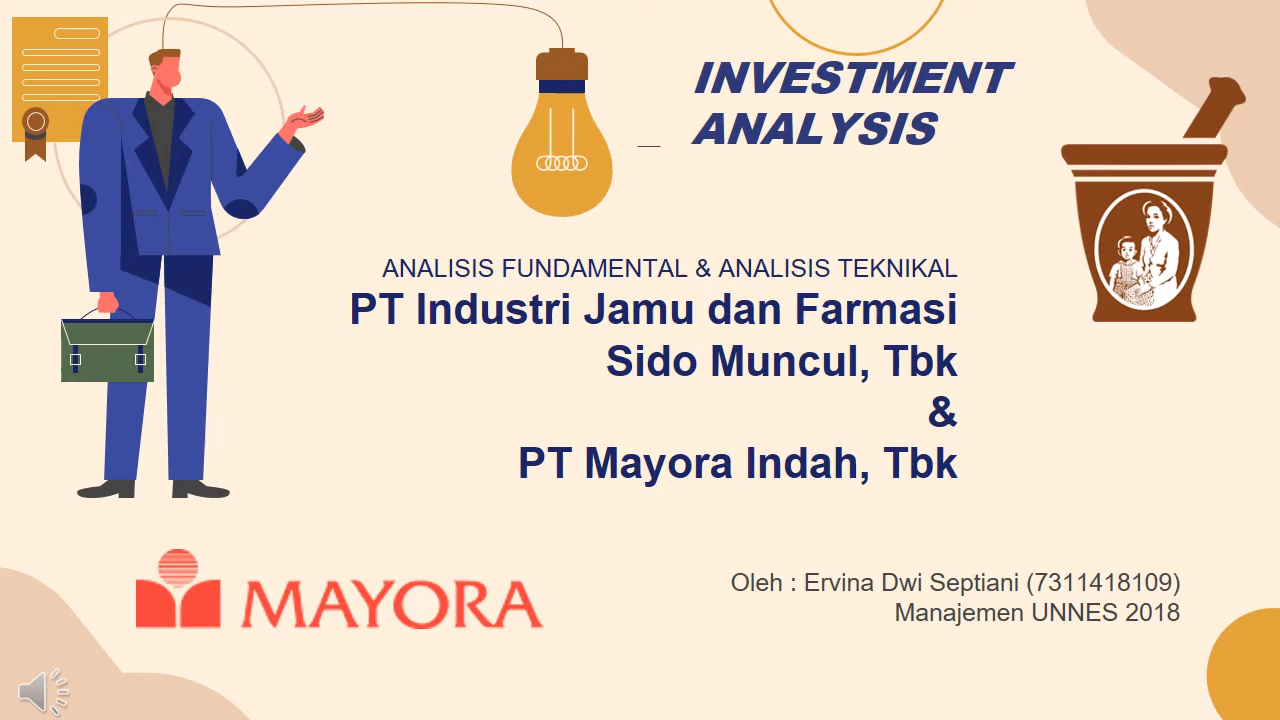 INVESTMENT
ANALYSIS
ANALISIS FUNDAMENTAL & ANALISIS TEKNIKAL
PT Industri Jamu dan Farmasi
Sido Muncul, Tbk
&
PT Mayora Indah, Tbk
MAYORA
Oleh : Ervina Dwi Septiani (7311418109)
Manajemen UNNES 2018